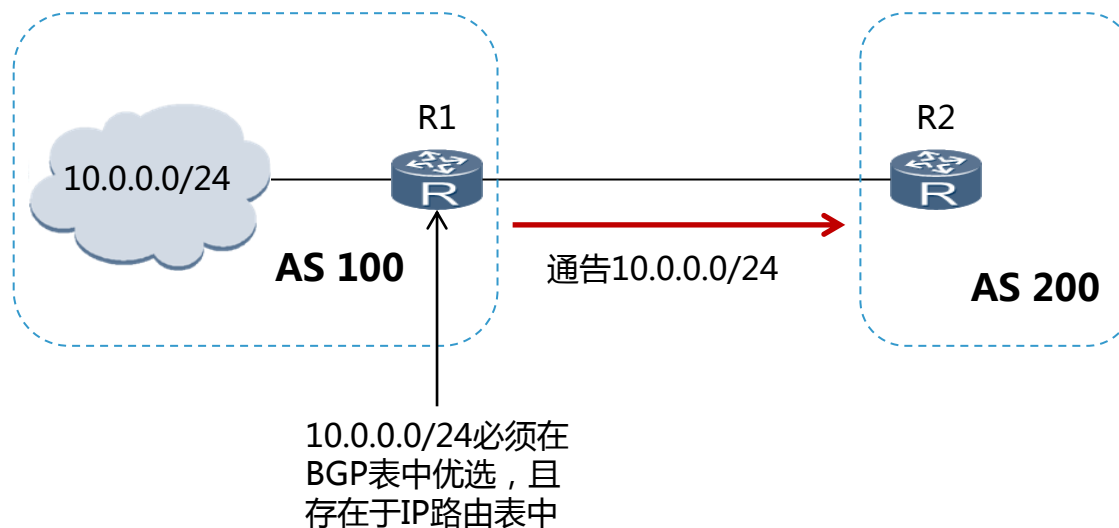 R1
R2
10.0.0.0/24
R
R
AS 100
通告10.0.0.0/24
AS 200
10.0.0.0/24必须在
BGP表中优选，且
存在于IP路由表中